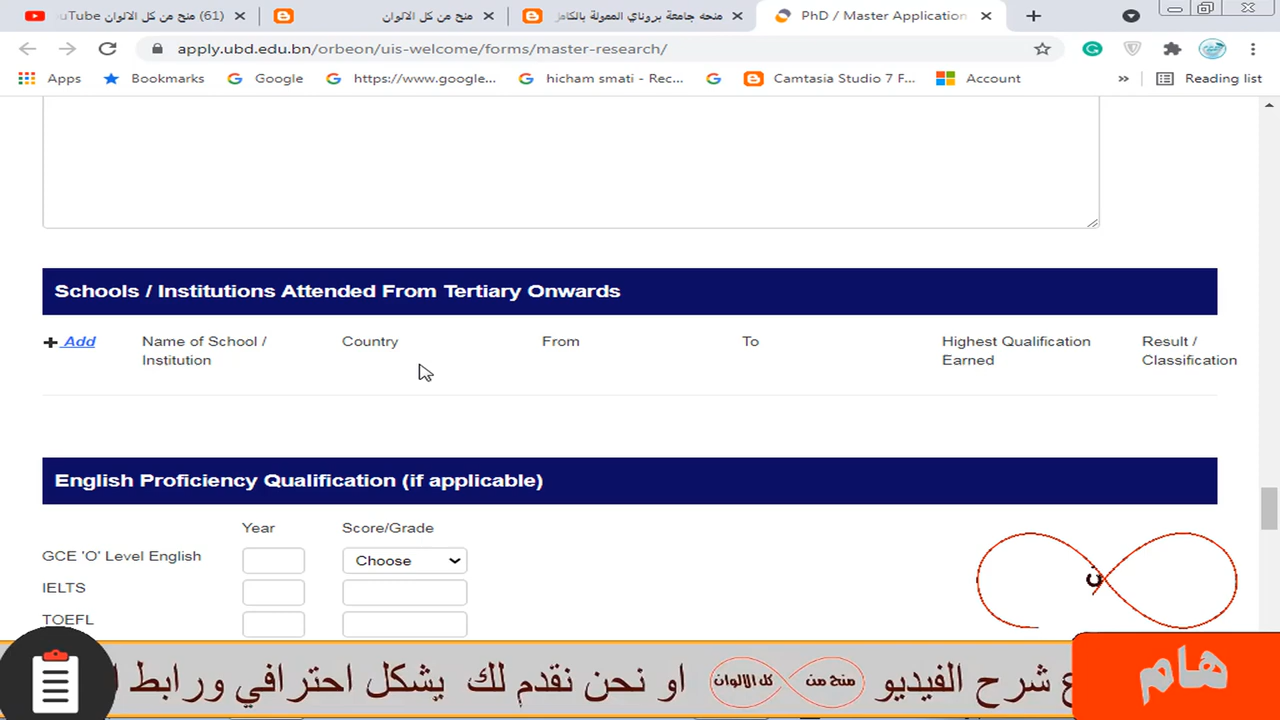 (61) منح من كل الالوان YouTube
منح من كل الالوان
منحه جامعة بروناي الممولة بالكامل
PhD / Master Application
apply.ubd.edu.bn/orbeon/uis-welcome/forms/master-research/
Apps Bookmarks Google https://www.google... hicham smati - Rec... Camtasia Studio 7 F... Account » Reading list
Schools / Institutions Attended From Tertiary Onwards
Add Name of School / Institution Country From To Highest Qualification Earned Result / Classification
English Proficiency Qualification (if applicable)
Year Score/Grade
GCE 'O' Level English Choose
IELTS
TOEFL
هام
ع شرح الفيديو منح من كل الالوان او نحن نقدم لك بشكل احترافي ورابط ا